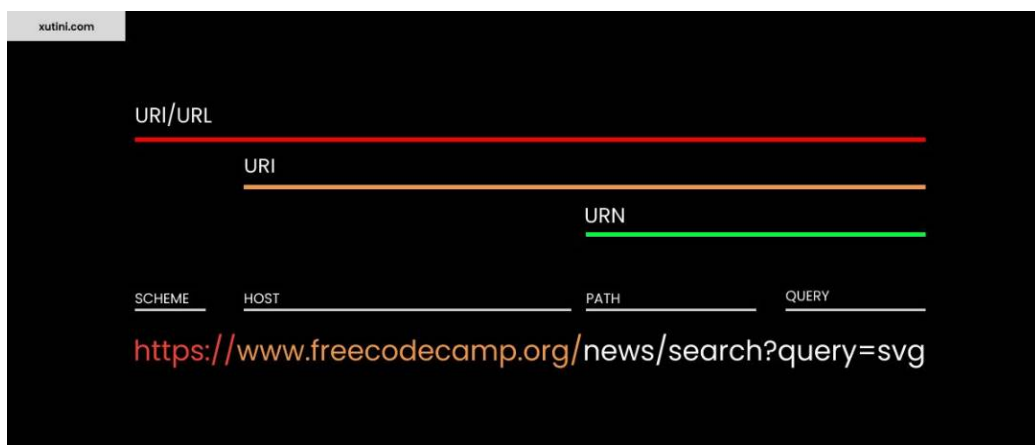 xutini.com
URI/URL
URI
URN
SCHEME HOST PATH QUERY
https://www.freecodecamp.org/news/search?query=svg